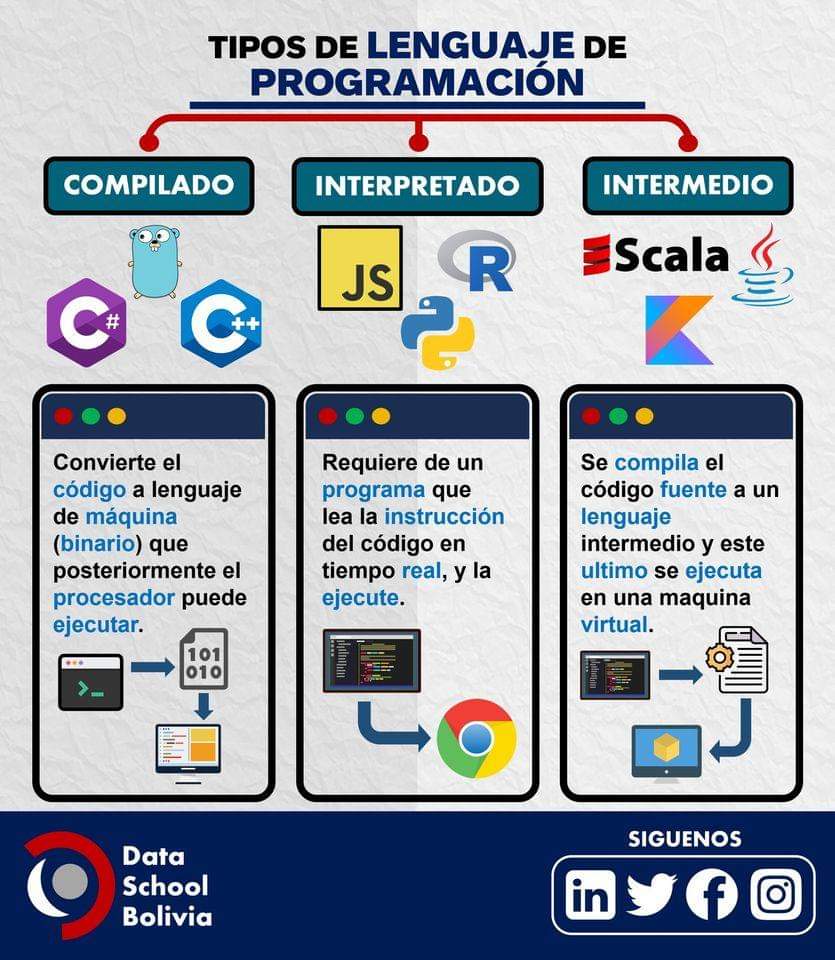 TIPOS DE LENGUAJE DE
PROGRAMACIÓN
COMPILADO
INTERPRETADO
INTERMEDIO
C#
C++
JS
R
Scala
Convierte el
código a lenguaje
de máquina
(binario) que
posteriormente el
procesador puede
ejecutar.
101
010
Requiere de un
programa que
lea la instrucción
del código en
tiempo real, y la
ejecute.
Se compila el
código fuente a un
lenguaje
intermedio y este
ultimo se ejecuta
en una maquina
virtual.
Data
School
Bolivia
SIGUENOS
in